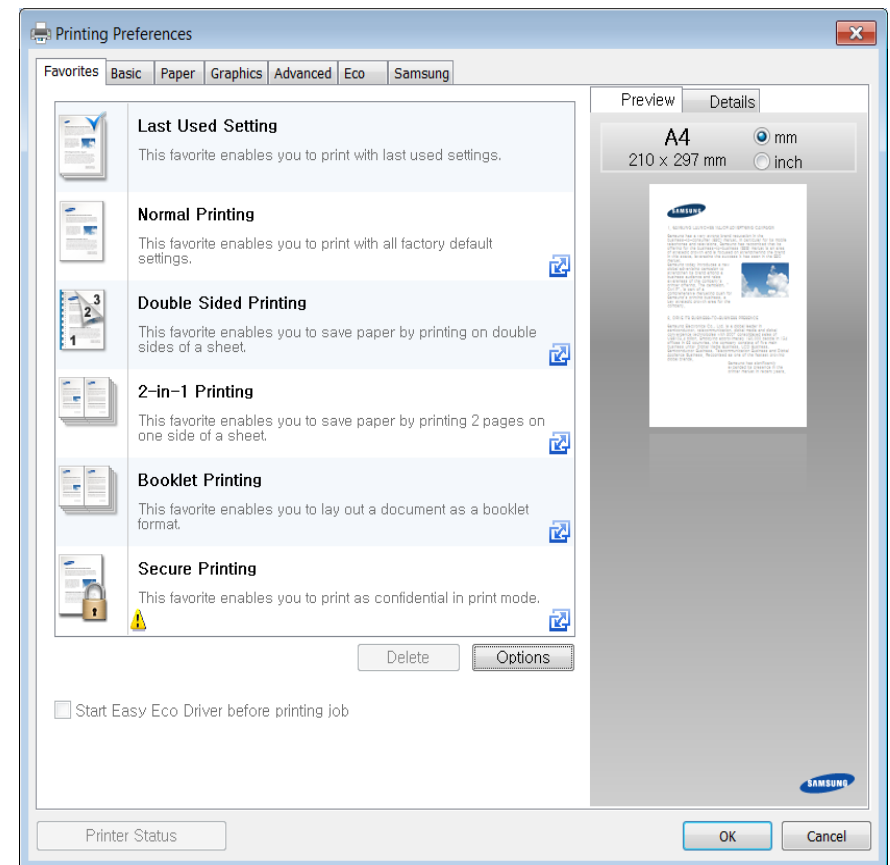 Printing Preferences
Favorites Basic Paper Graphics Advanced Eco Samsung
Last Used Setting
This favorite enables you to print with last used settings.
Normal Printing
This favorite enables you to print with all factory default
settings.
Double Sided Printing
This favorite enables you to save paper by printing on double
sides of a sheet.
3
2
1
2-in-1 Printing
This favorite enables you to save paper by printing 2 pages on
one side of a sheet.
Booklet Printing
This favorite enables you to lay out a document as a booklet
format.
Secure Printing
This favorite enables you to print as confidential in print mode.
Delete Options
Start Easy Eco Driver before printing job
Preview Details
A4
210 x 297 mm
mm
inch
SAMSUNG
SAMSUNG
Printer Status OK Cancel